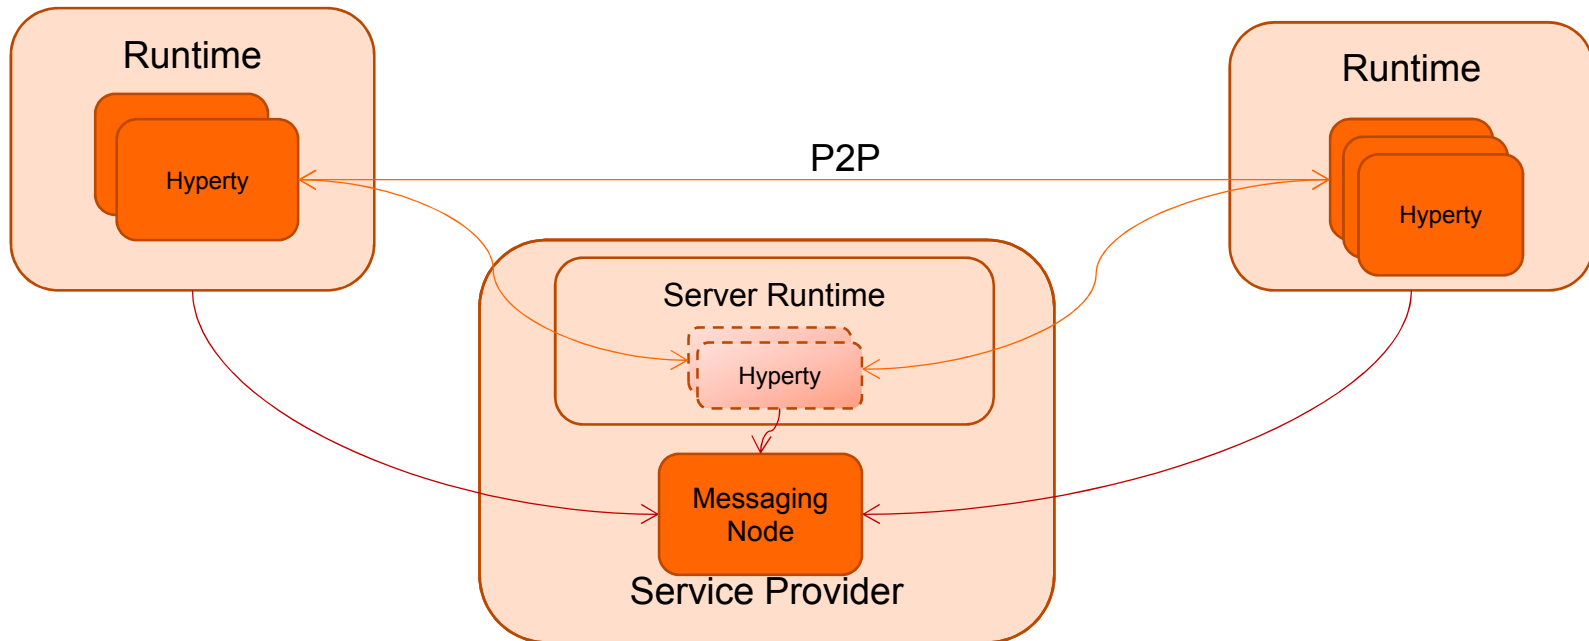 Runtime
Hyperty
P2P
Runtime
Hyperty
Server Runtime
Hyperty
Messaging
Node
Service Provider